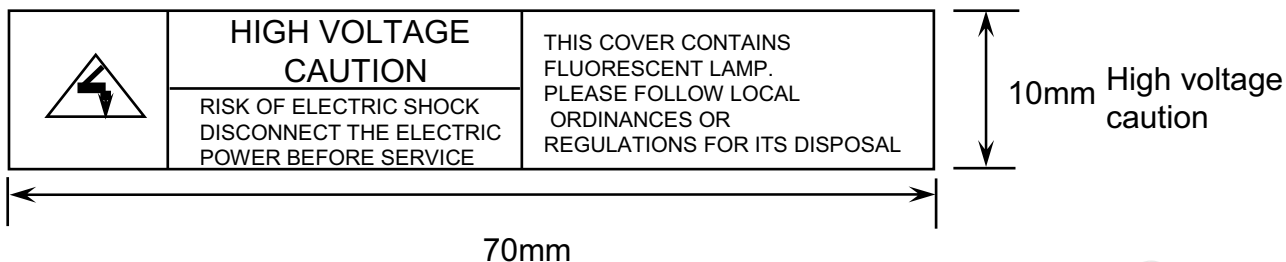 HIGH VOLTAGE
CAUTION
RISK OF ELECTRIC SHOCK
DISCONNECT THE ELECTRIC
POWER BEFORE SERVICE
THIS COVER CONTAINS
FLUORESCENT LAMP.
PLEASE FOLLOW LOCAL
ORDINANCES OR
REGULATIONS FOR ITS DISPOSAL
10mm
High voltage
caution
70mm